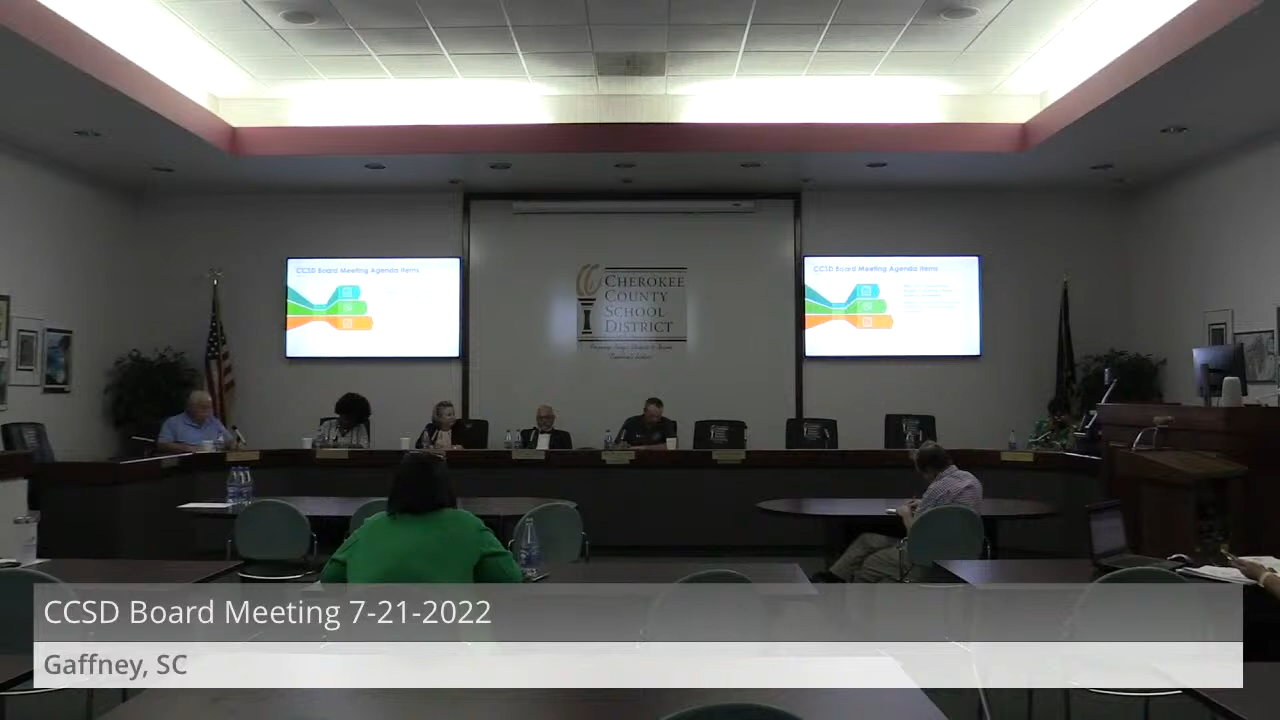 CCSD Board Meeting Agenda Items
CCSD Board Meeting Agenda Items
CHEROKEE
COUNTY
SCHOOL
DISTRICT
CCSD Board Meeting 7-21-2022
Gaffney, SC